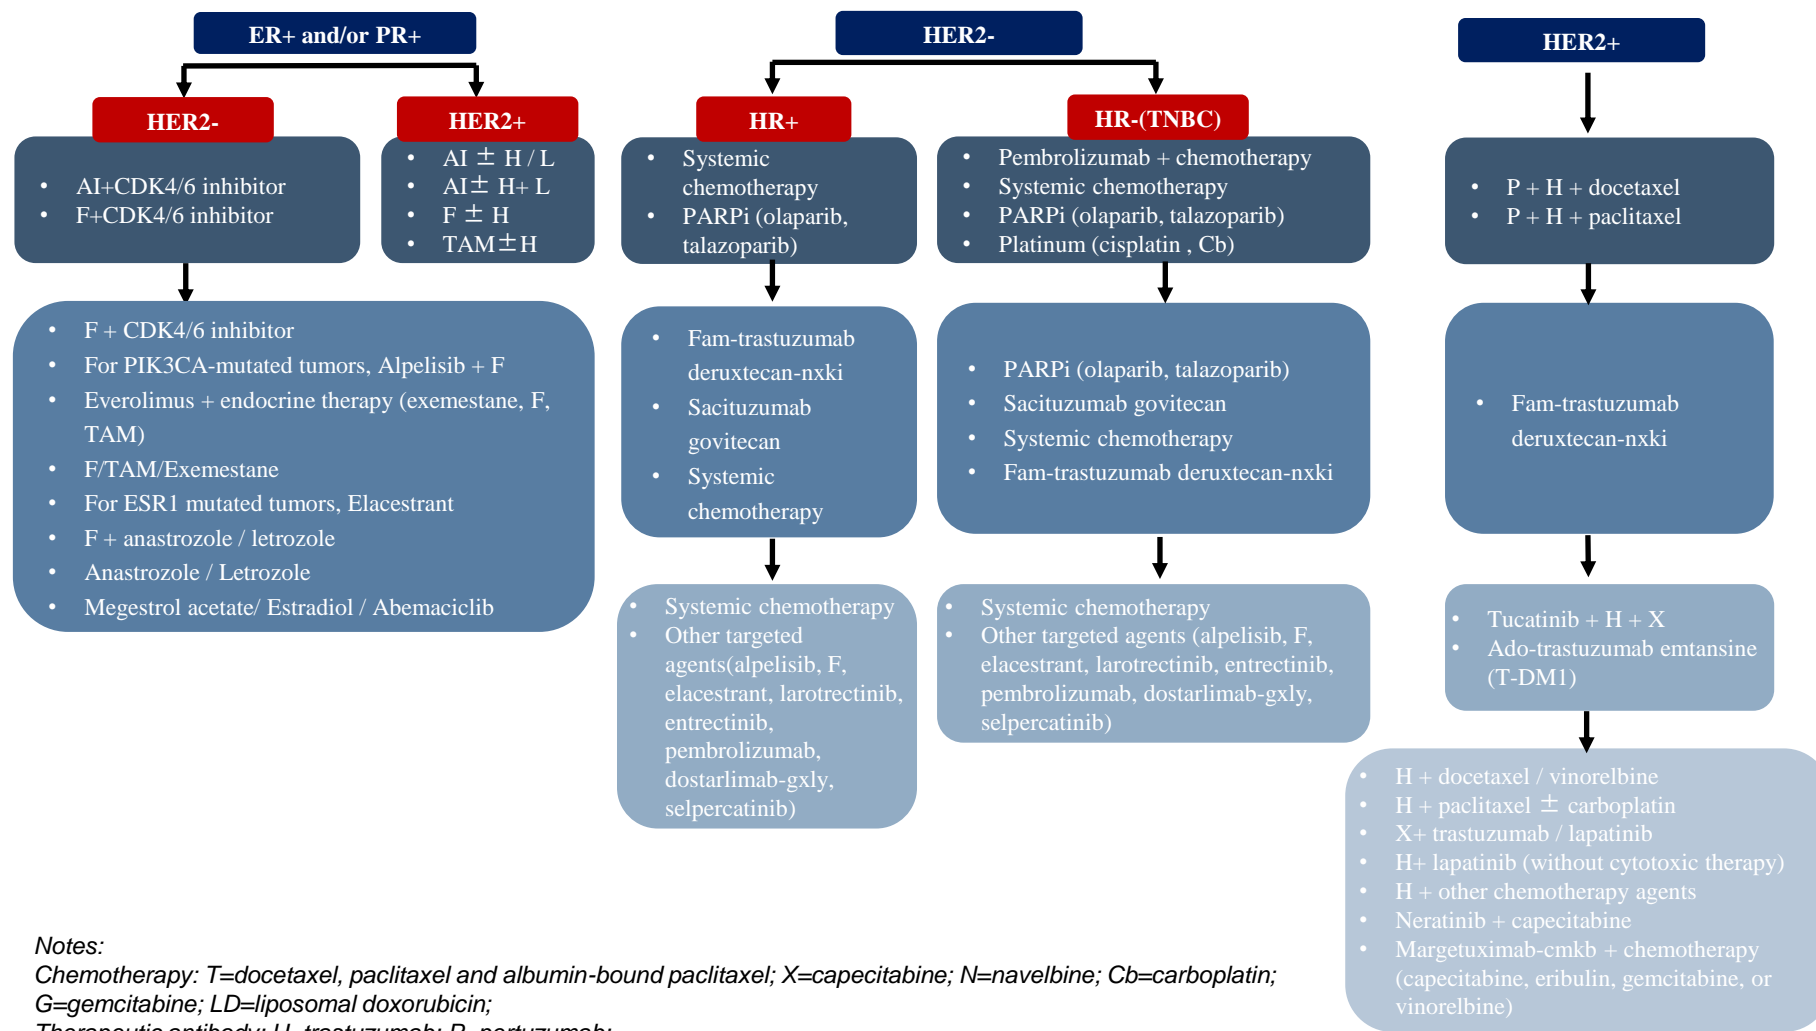 ER+ and/or PR+
HER2-
AI+CDK4/6 inhibitor
F+CDK4/6 inhibitor
HER2+
AI ± H / L
AI± H+ L
F ± H
TAM±H
• F + CDK4/6 inhibitor
• For PIK3CA-mutated tumors, Alpelisib + F
• Everolimus + endocrine therapy (exemestane, F,
TAM)
• F/TAM/Exemestane
• For ESR1 mutated tumors, Elacestrant
• F + anastrozole / letrozole
• Anastrozole / Letrozole
• Megestrol acetate/ Estradiol / Abemaciclib
HER2-
HR+
• Systemic
chemotherapy
• PARPi (olaparib,
talazoparib)
• Fam-trastuzumab
deruxtecan-nxki
• Sacituzumab
govitecan
• Systemic
chemotherapy
• Systemic chemotherapy
• Other targeted
agents(alpelisib, F,
elacestrant, larotrectinib,
entrectinib,
pembrolizumab,
dostarlimab-gxly,
selpercatinib)
HR-(TNBC)
• Pembrolizumab + chemotherapy
• Systemic chemotherapy
• PARPi (olaparib, talazoparib)
• Platinum (cisplatin , Cb)
• PARPi (olaparib, talazoparib)
• Sacituzumab govitecan
• Systemic chemotherapy
• Fam-trastuzumab deruxtecan-nxki
• Systemic chemotherapy
• Other targeted agents (alpelisib, F,
elacestrant, larotrectinib, entrectinib,
pembrolizumab, dostarlimab-gxly,
selpercatinib)
HER2+
• P + H + docetaxel
• P + H + paclitaxel
• Fam-trastuzumab
deruxtecan-nxki
• Tucatinib + H + X
• Ado-trastuzumab emtansine
(T-DM1)
• H + docetaxel / vinorelbine
• H + paclitaxel ± carboplatin
• X+ trastuzumab / lapatinib
• H+ lapatinib (without cytotoxic therapy)
• H + other chemotherapy agents
• Neratinib + capecitabine
• Margetuximab-cmkb + chemotherapy
(capecitabine, eribulin, gemcitabine, or
vinorelbine)
Notes:
Chemotherapy: T=docetaxel, paclitaxel and albumin-bound paclitaxel; X=capecitabine; N=navelbine; Cb=carboplatin;
G=gemcitabine; LD=liposomal doxorubicin;
Therapeutic antibody: H=trastuzumab; P=pertuzumab;